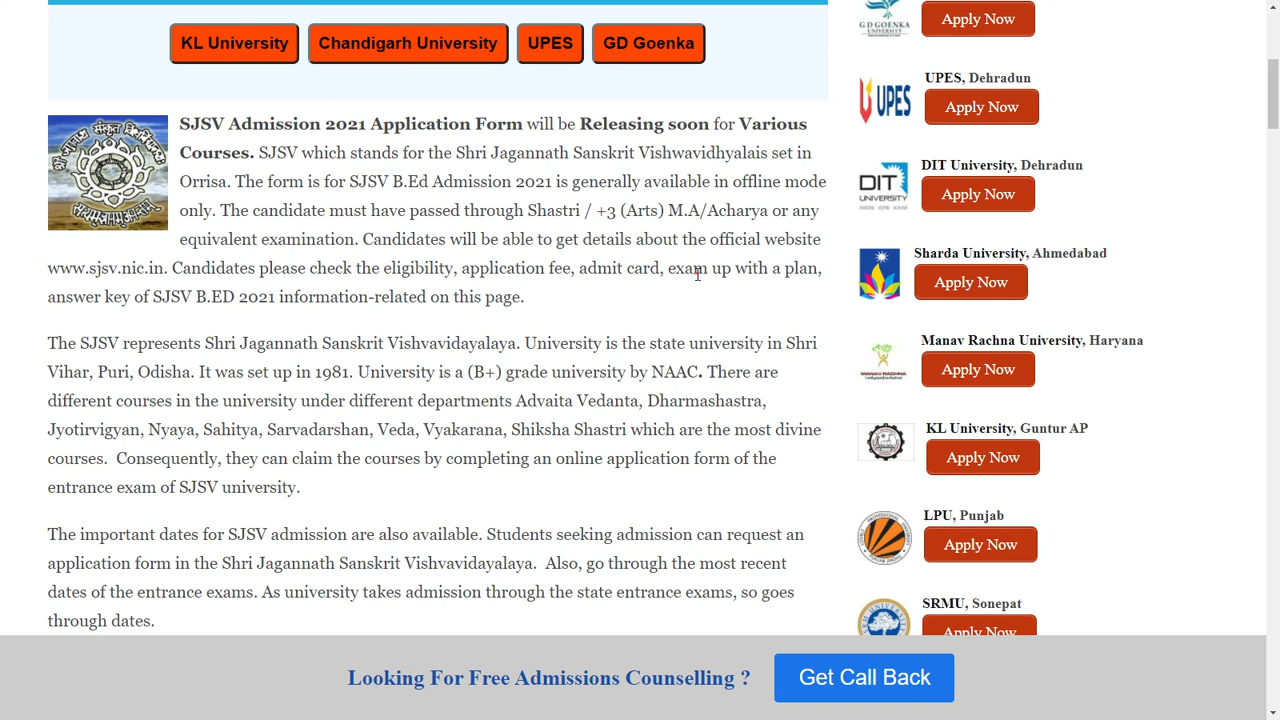 KL University Chandigarh University UPES GD Goenka
SJSV Admission 2021 Application Form will be Releasing soon for Various
Courses. SJSV which stands for the Shri Jagannath Sanskrit Vishwavidhyalais set in
Orrisa. The form is for SJSV B.Ed Admission 2021 is generally available in offline mode
only. The candidate must have passed through Shastri / +3 (Arts) M.A/Acharya or any
equivalent examination. Candidates will be able to get details about the official website
www.sjsv.nic.in. Candidates please check the eligibility, application fee, admit card, exam up with a plan,
answer key of SJSV B.ED 2021 information-related on this page.
The SJSV represents Shri Jagannath Sanskrit Vishvavidayalaya. University is the state university in Shri
Vihar, Puri, Odisha. It was set up in 1981. University is a (B+) grade university by NAAC. There are
different courses in the university under different departments Advaita Vedanta, Dharmashastra,
Jyotirvigyan, Nyaya, Sahitya, Sarvadarshan, Veda, Vyakarana, Shiksha Shastri which are the most divine
courses. Consequently, they can claim the courses by completing an online application form of the
entrance exam of SJSV university.
The important dates for SJSV admission are also available. Students seeking admission can request an
application form in the Shri Jagannath Sanskrit Vishvavidayalaya. Also, go through the most recent
dates of the entrance exams. As university takes admission through the state entrance exams, so goes
through dates.
G D GOENKA
UNIVERSITY
Apply Now
UPES
UPES, Dehradun
Apply Now
DIT
UNIVERSITY
DIT University, Dehradun
Apply Now
Sharda University, Ahmedabad
Apply Now
MANAV RACHNA
Manav Rachna University, Haryana
Apply Now
KL University, Guntur AP
Apply Now
LPU, Punjab
Apply Now
SRMU, Sonepat
Apply Now
Looking For Free Admissions Counselling ? Get Call Back